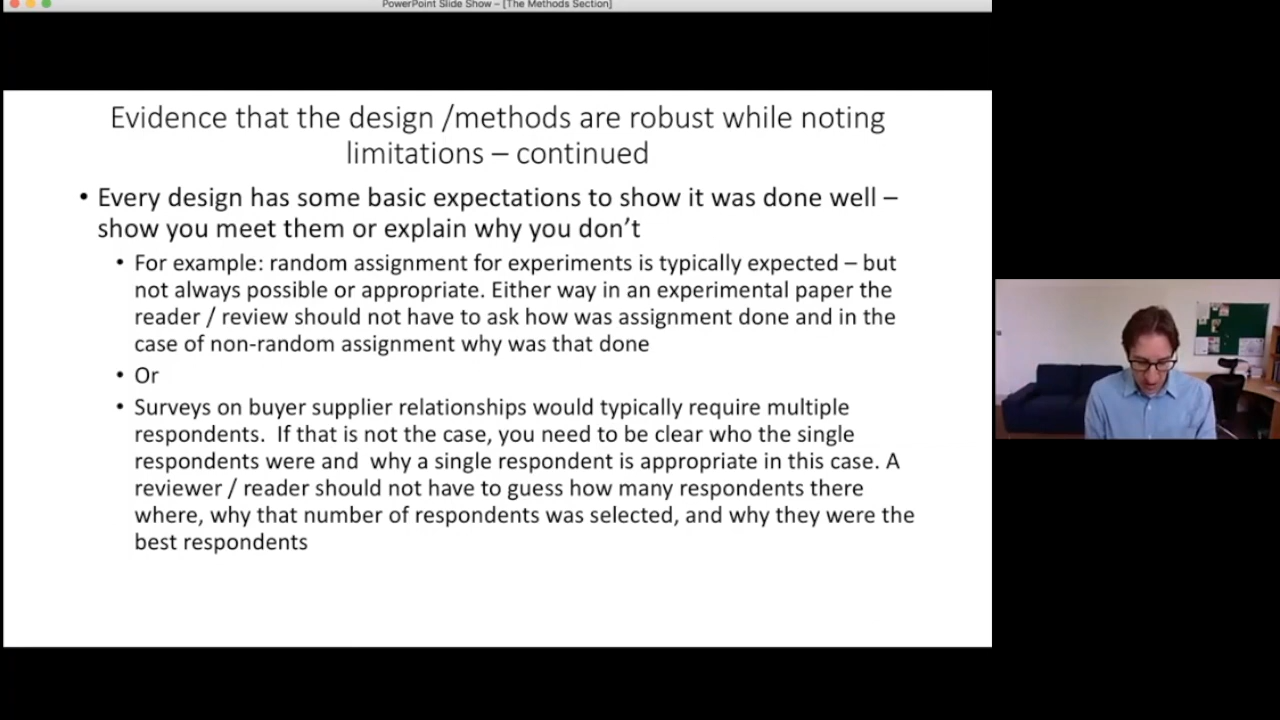 PowerPoint Slide Show – [The Methods Section]
Evidence that the design /methods are robust while noting
limitations – continued
• Every design has some basic expectations to show it was done well –
show you meet them or explain why you don’t
• For example: random assignment for experiments is typically expected – but
not always possible or appropriate. Either way in an experimental paper the
reader / review should not have to ask how was assignment done and in the
case of non-random assignment why was that done
• Or
• Surveys on buyer supplier relationships would typically require multiple
respondents.  If that is not the case, you need to be clear who the single
respondents were and  why a single respondent is appropriate in this case. A
reviewer / reader should not have to guess how many respondents there
where, why that number of respondents was selected, and why they were the
best respondents